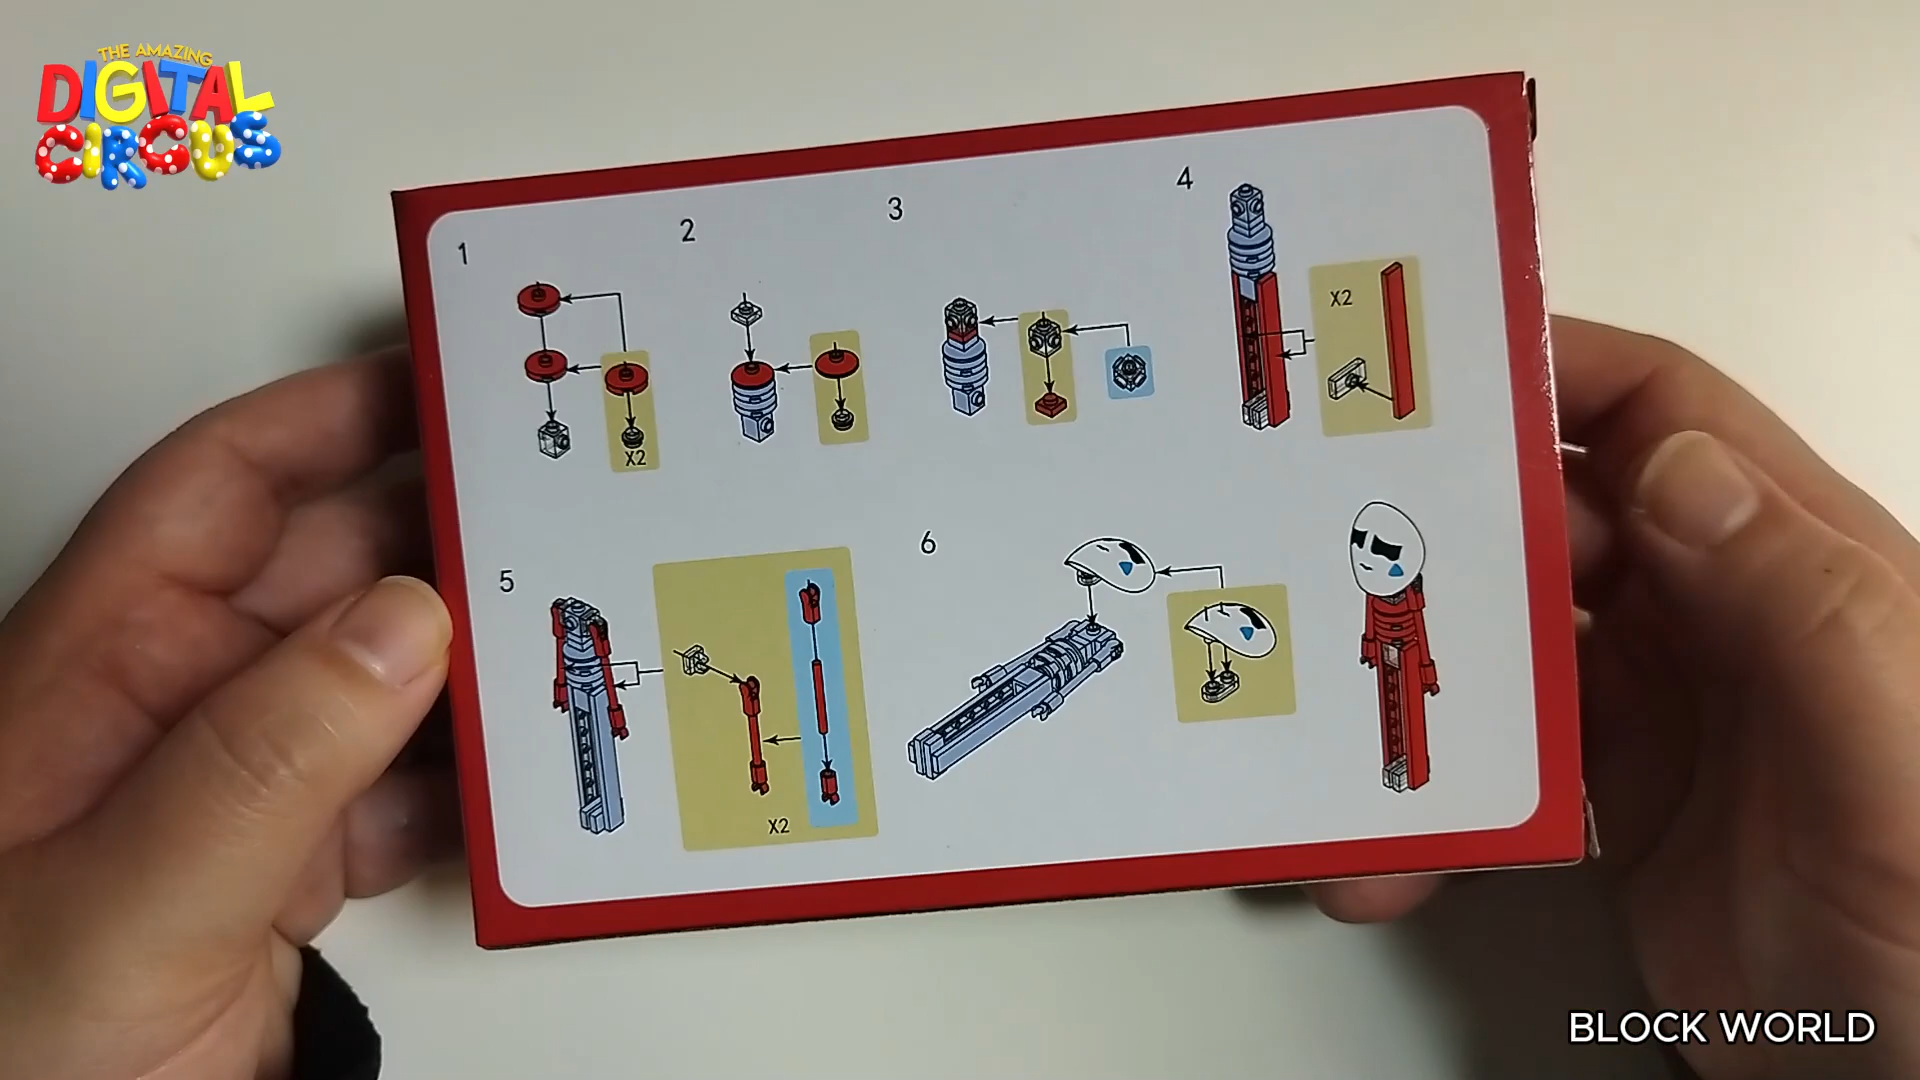 THE AMAZING
DIGITAL
CIRCUS
1
2
3
4
X2
X2
5
6
X2
BLOCK WORLD